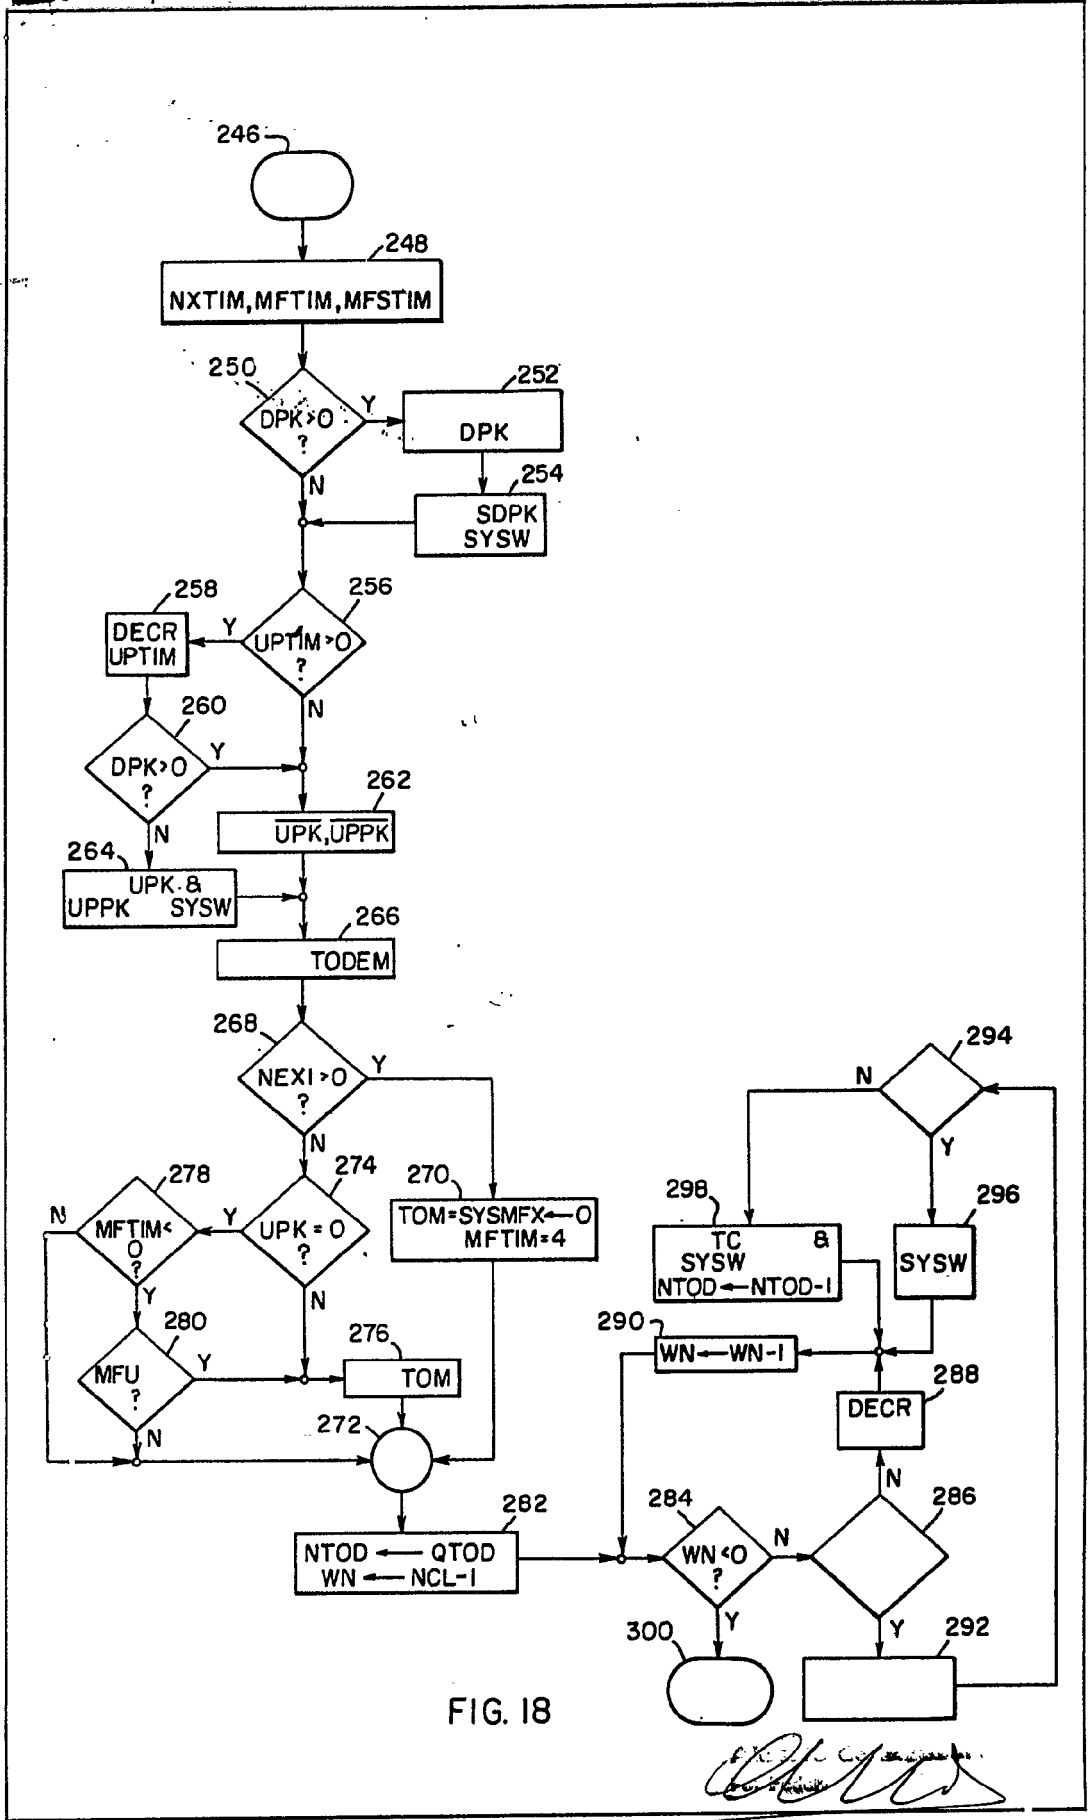 246
248
NXTIM, MFTIM, MFSTIM
250
DPK>0
?
Y
N
252
DPK
254
SDPK
SYSW
256
UPTIM>0
?
Y
N
258
DECR
UPTIM
260
DPK>0
?
Y
N
262
UPK, UPPK
264
UPK &
UPPK SYSW
266
TODEM
268
NEXI>0
?
Y
N
270
TOM=SYSMFX←0
MFTIM=4
274
UPK = 0
?
Y
N
278
MFTIM<
0
?
N
Y
280
MFU
?
Y
N
276
TOM
272
282
NTOD ← QTOD
WN ← NCL-1
284
WN<0
?
N
Y
300
286
N
Y
292
288
DECR
290
WN←WN-1
294
N
Y
296
SYSW
298
TC &
SYSW
NTOD←NTOD-1
FIG. 18